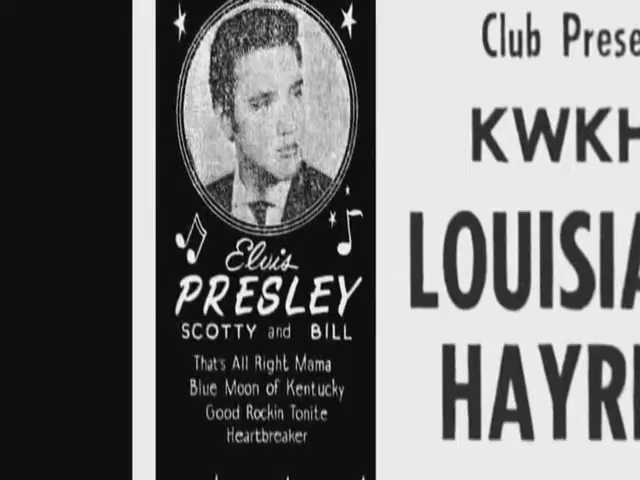 Elvis
PRESLEY
SCOTTY and BILL
That's All Right Mama
Blue Moon of Kentucky
Good Rockin Tonite
Heartbreaker
Club Prese
KWKH
LOUISIA
HAYRI